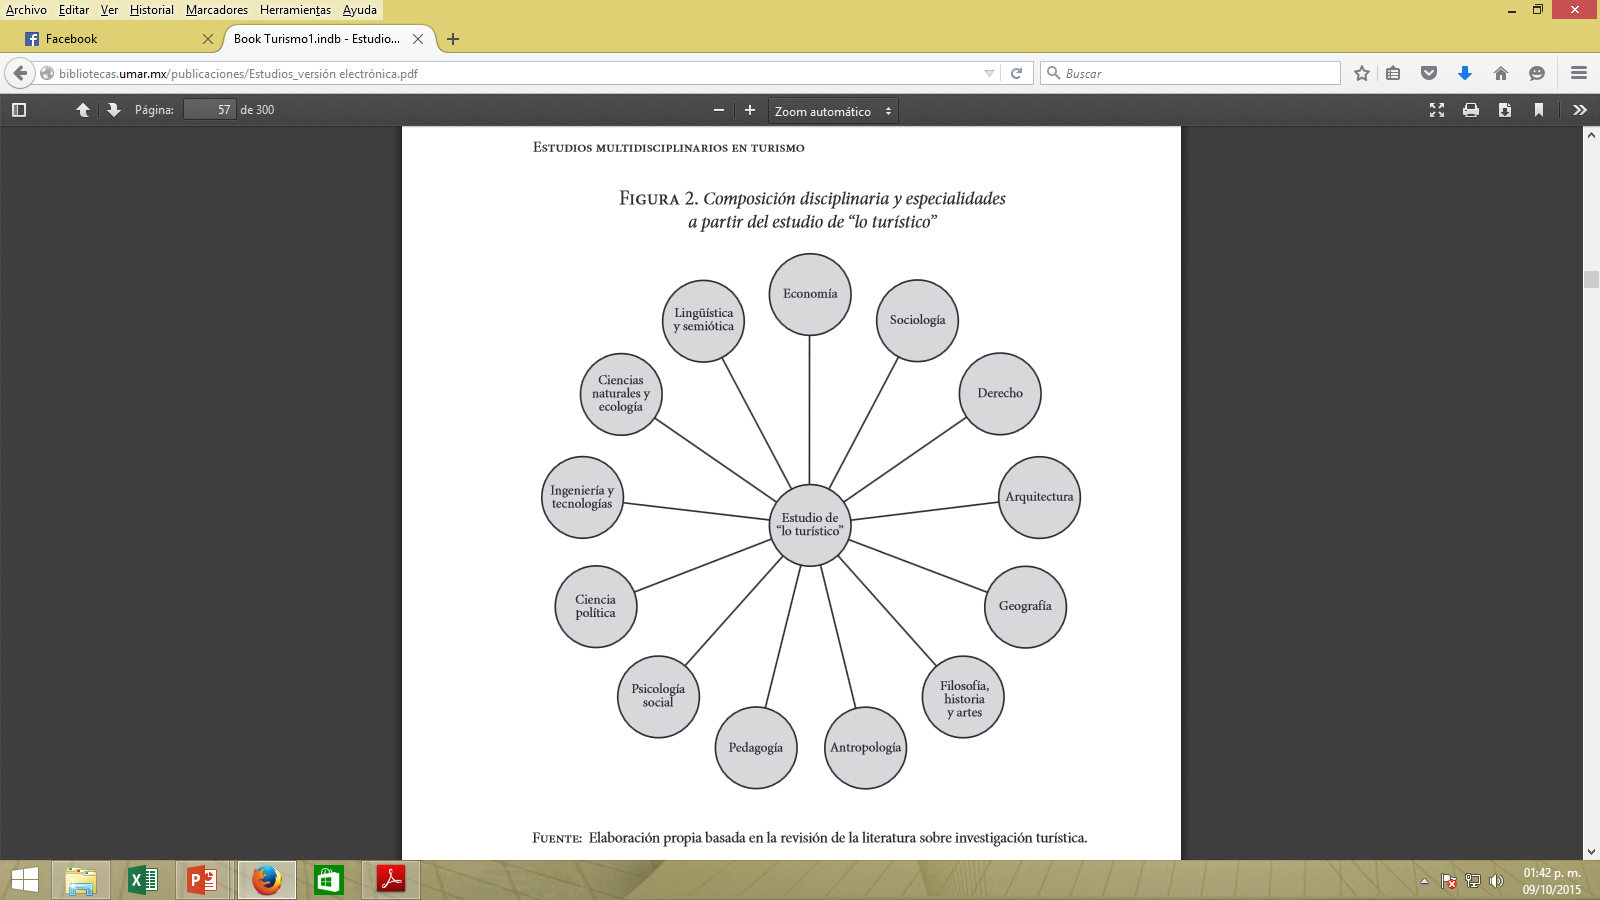 Archivo Editar Ver Historial Marcadores Herramientas Ayuda
Facebook
Book Turismo1.indb - Estudio...
bibliotecas.umar.mx/publicaciones/Estudios_versión electrónica.pdf
Buscar
Página: 57 de 300
Zoom automático
ESTUDIOS MULTIDISCIPLINARIOS EN TURISMO
FIGURA 2. Composición disciplinaria y especialidades
a partir del estudio de “lo turístico”
Economía
Sociología
Derecho
Arquitectura
Geografía
Filosofía,
historia
y artes
Antropología
Pedagogía
Psicología
social
Ciencia
política
Ingeniería y
tecnologías
Ciencias
naturales y
ecología
Lingüística
y semiótica
Estudio de
“lo turístico”
FUENTE: Elaboración propia basada en la revisión de la literatura sobre investigación turística.
01:42 p. m.
09/10/2015